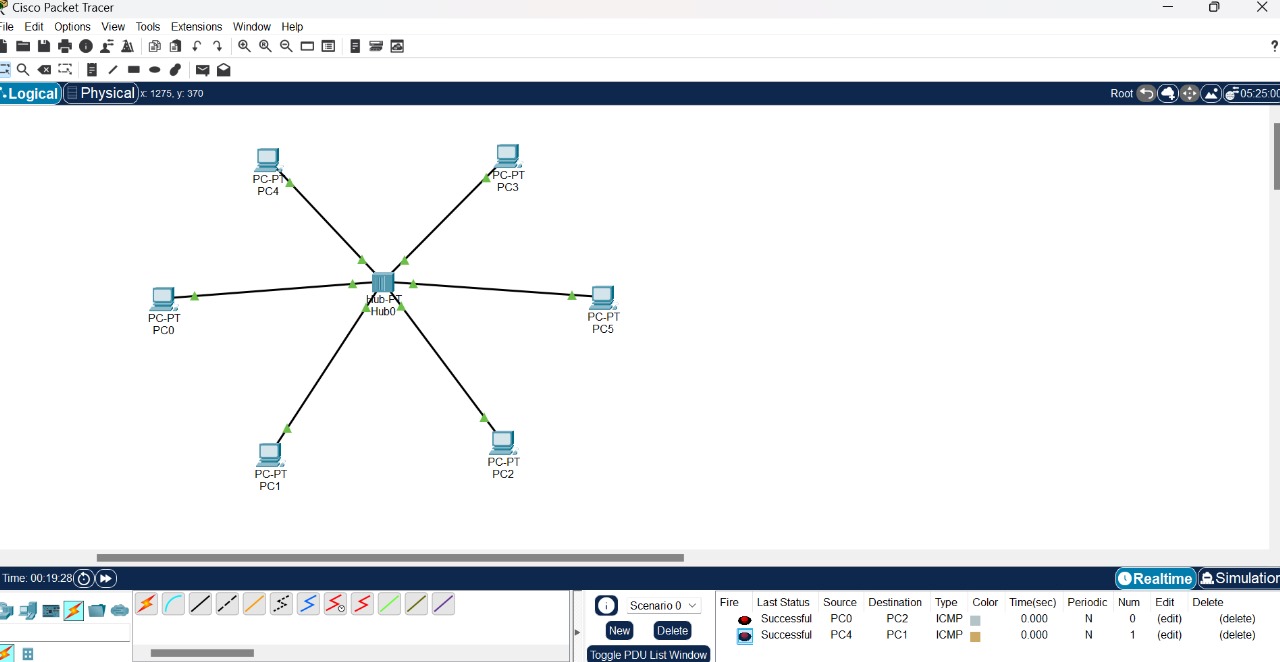 Cisco Packet Tracer
File Edit Options View Tools Extensions Window Help
?
Logical Physical x: 1275, y: 370 Root 05:25:00
PC-PT
PC4
PC-PT
PC3
Hub-PT
Hub0
PC-PT
PC0
PC-PT
PC5
PC-PT
PC1
PC-PT
PC2
Time: 00:19:28 Realtime Simulation
Scenario 0
New Delete
Toggle PDU List Window
Fire Last Status Source Destination Type Color Time(sec) Periodic Num Edit Delete
Successful PC0 PC2 ICMP 0.000 N 0 (edit) (delete)
Successful PC4 PC1 ICMP 0.000 N 1 (edit) (delete)